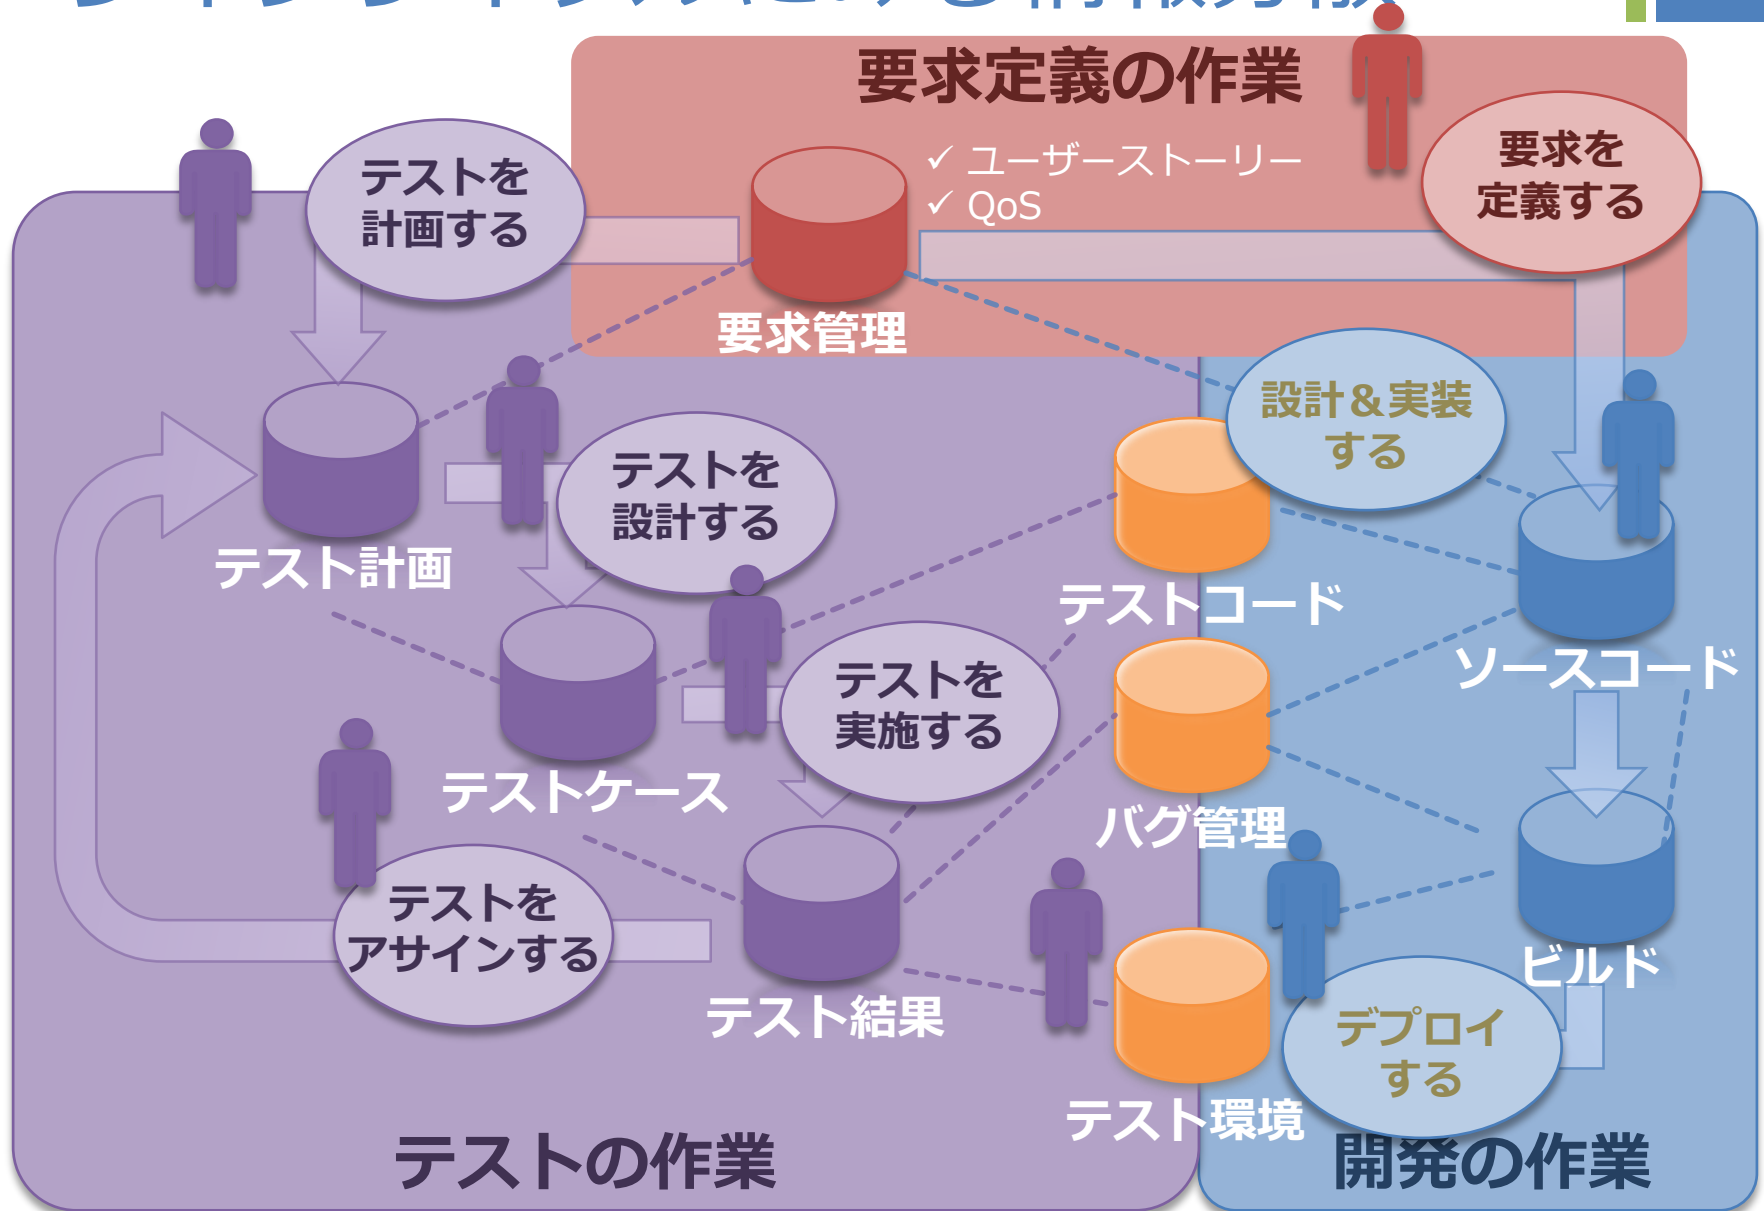 要求定義の作業
✓ ユーザーストーリー
✓ QoS
要求を
定義する
テストを
計画する
要求管理
設計&実装
する
テストを
設計する
テスト計画
テストコード
ソースコード
テストを
実施する
テストケース
バグ管理
テストを
アサインする
ビルド
テスト結果
デプロイ
する
テスト環境
テストの作業
開発の作業